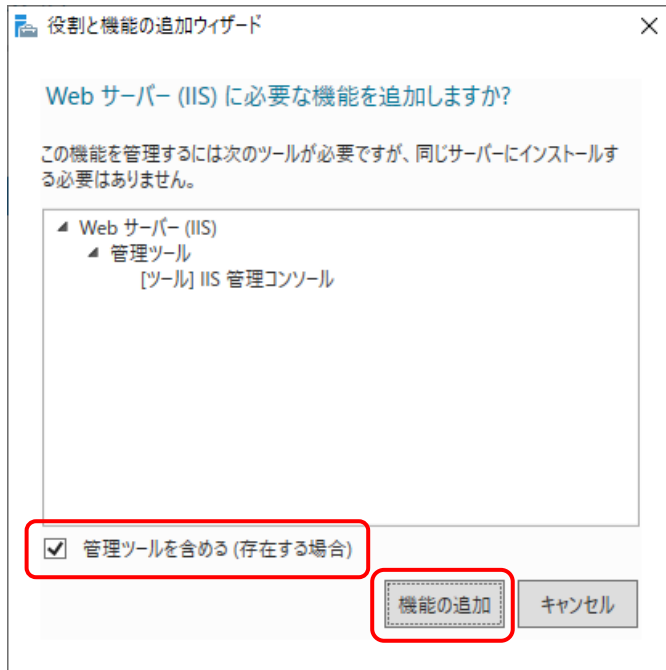 役割と機能の追加ウィザード
Web サーバー (IIS) に必要な機能を追加しますか?
この機能を管理するには次のツールが必要ですが、同じサーバーにインストールす
る必要はありません。
Web サーバー (IIS)
管理ツール
[ツール] IIS 管理コンソール
管理ツールを含める (存在する場合)
機能の追加
キャンセル